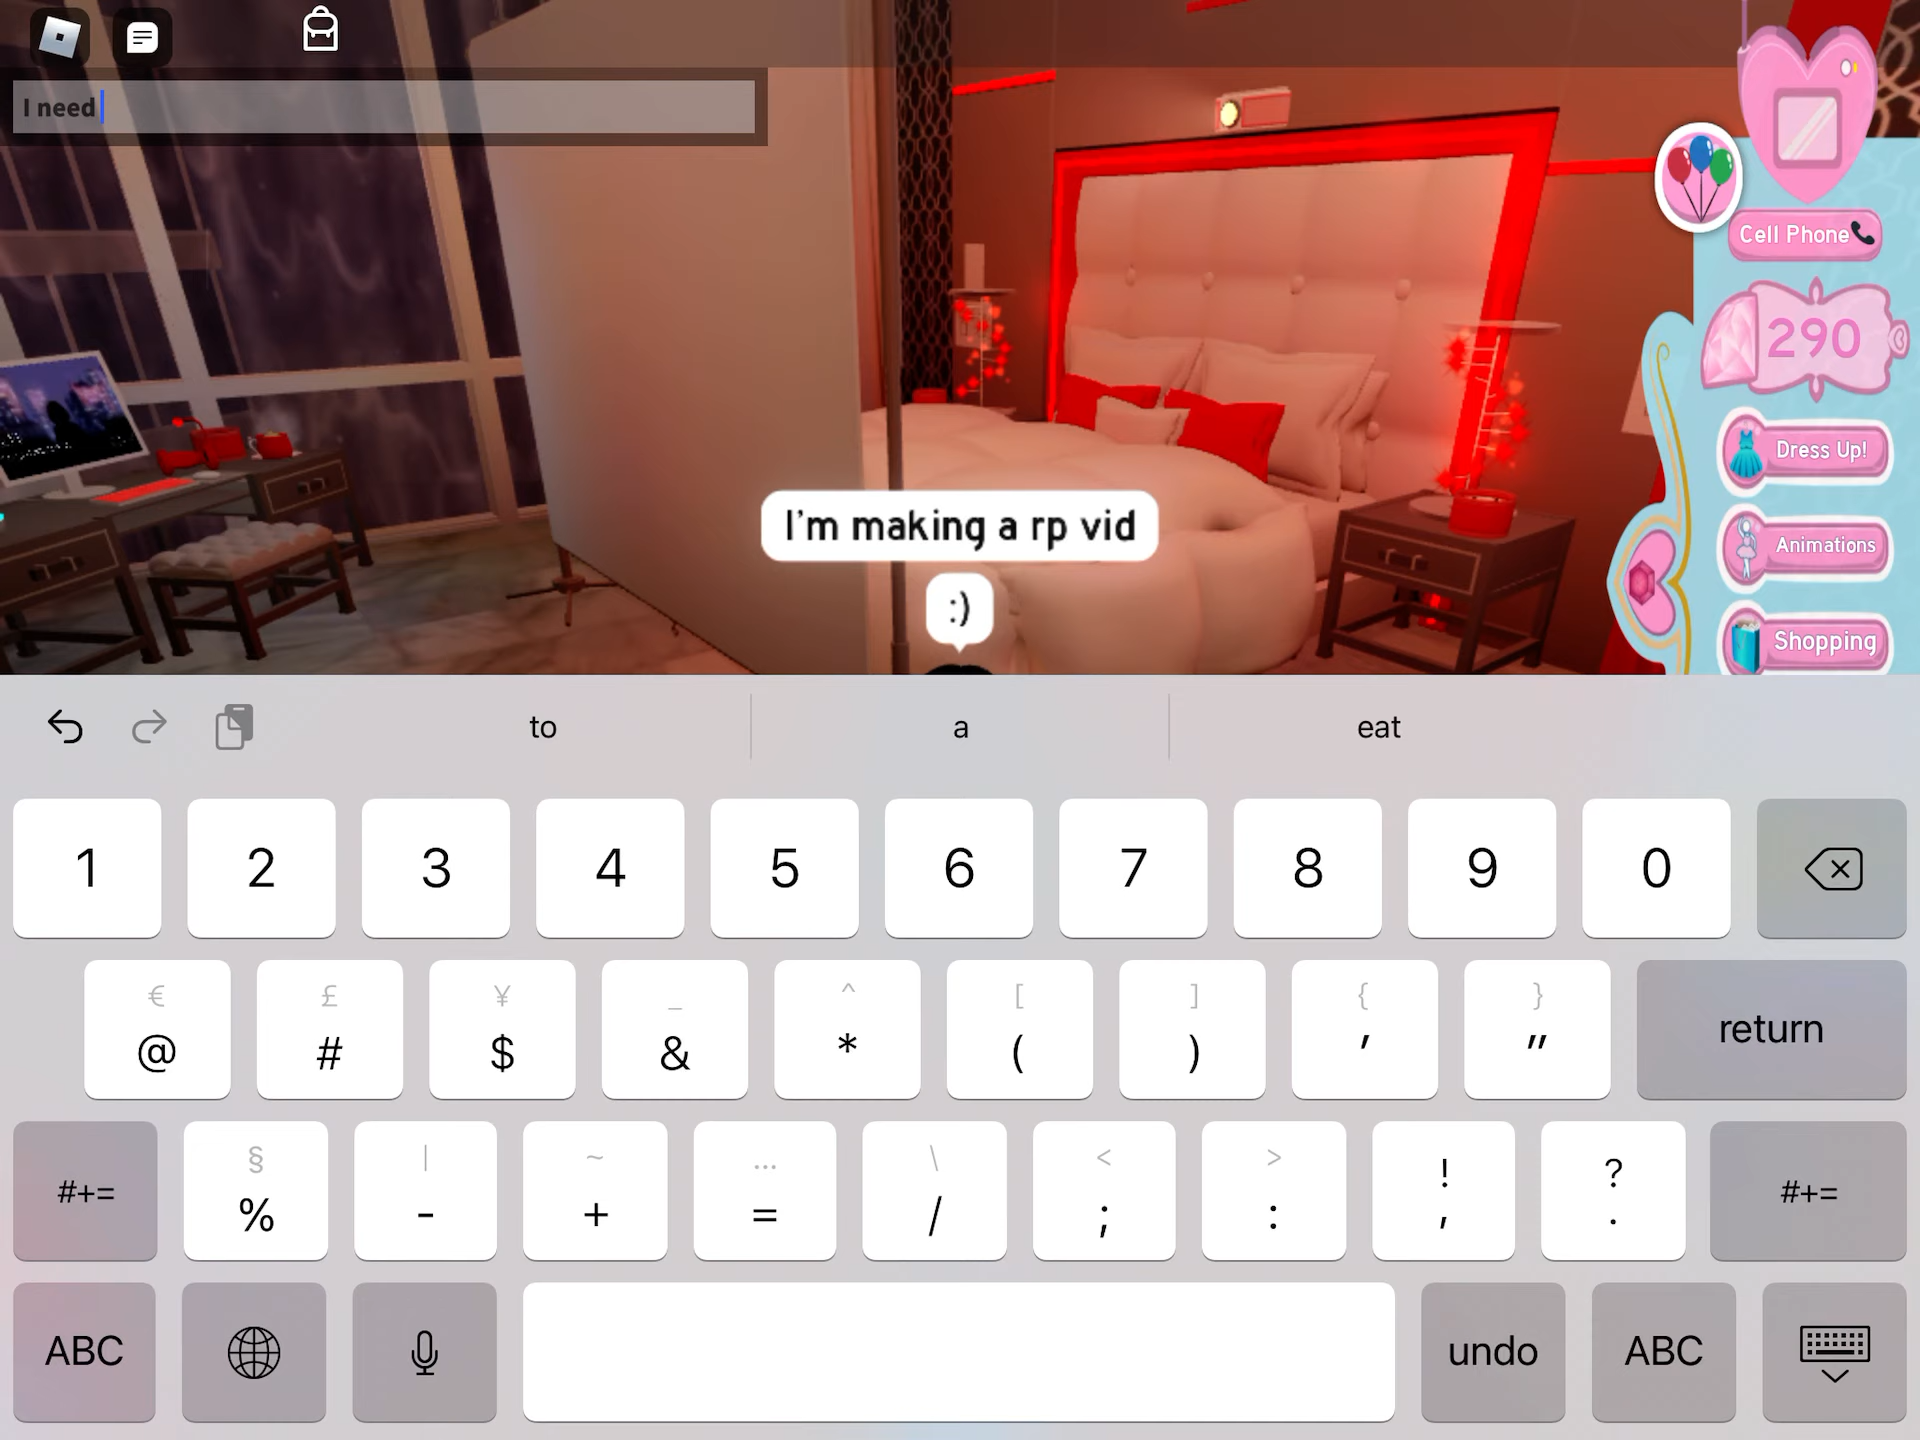 I need
Cell Phone
290
Dress Up!
Animations
Shopping
I'm making a rp vid
:)
to a eat
1 2 3 4 5 6 7 8 9 0
€ £ ¥ _ ^ [ ] { }
@ # $ & * ( ) ' " return
§ | ~ … \ < > ! ?
#+= % - + = / ; : , . #+=
ABC undo ABC